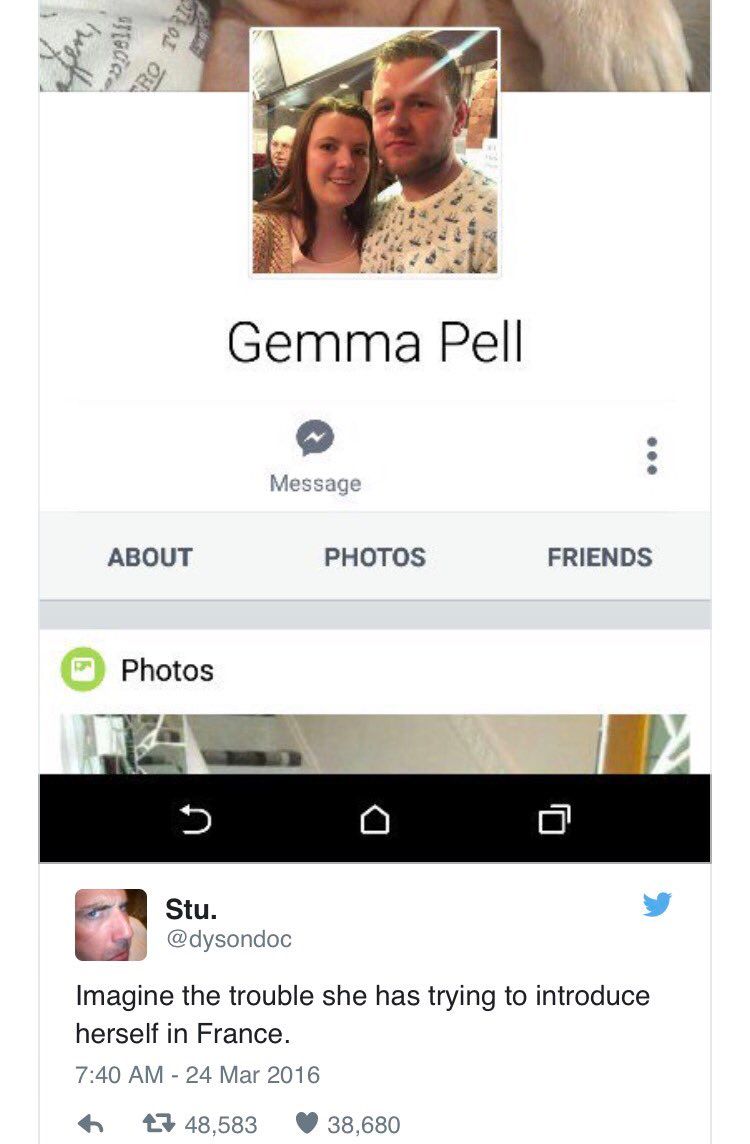 TORO
Gemma Pell
Message
ABOUT PHOTOS FRIENDS
Photos
Stu.
@dysondoc
Imagine the trouble she has trying to introduce
herself in France.
7:40 AM - 24 Mar 2016
48,583 38,680